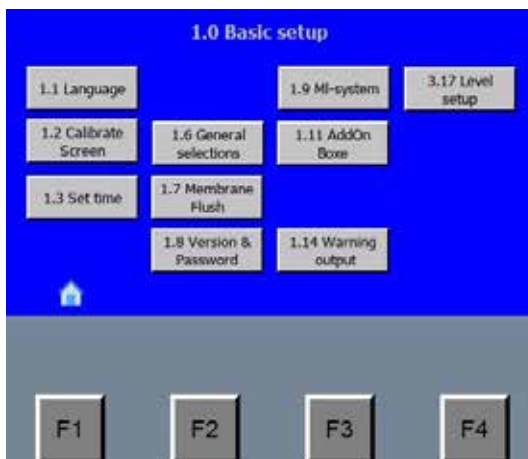 1.0 Basic setup
1.1 Language
1.9 MI-system
3.17 Level
setup
1.2 Calibrate
Screen
1.6 General
selections
1.11 AddOn
Boxe
1.3 Set time
1.7 Membrane
Flush
1.8 Version &
Password
1.14 Warning
output
F1
F2
F3
F4